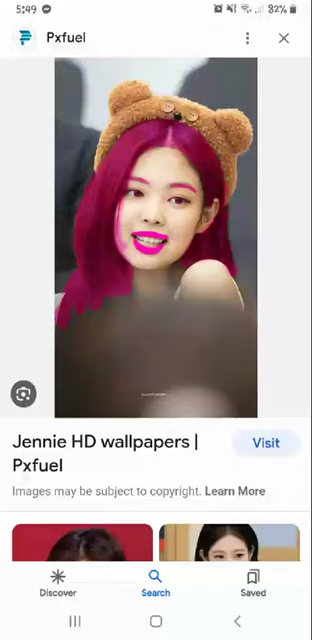 5:49
82%
Pxfuel
Jennie HD wallpapers |
Pxfuel
Visit
Images may be subject to copyright. Learn More
Discover
Search
Saved